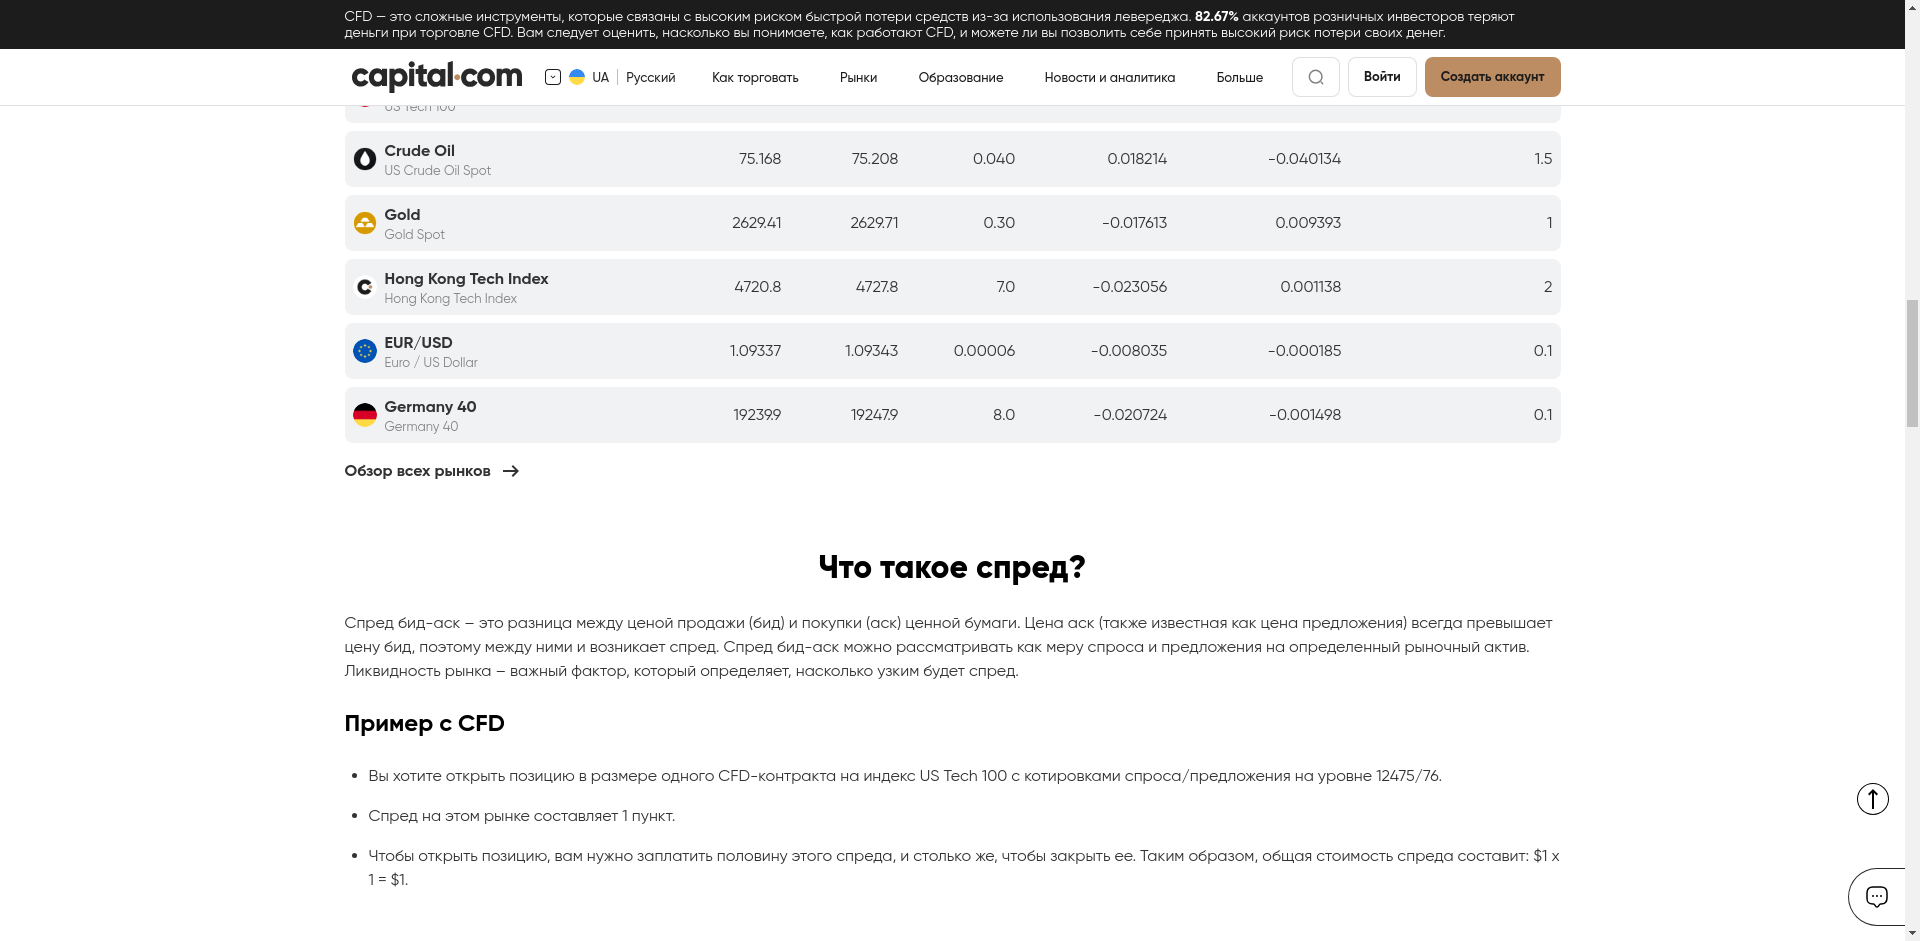 CFD — это сложные инструменты, которые связаны с высоким риском быстрой потери средств из-за использования левереджа. 82.67% аккаунтов розничных инвесторов теряют
деньги при торговле CFD. Вам следует оценить, насколько вы понимаете, как работают CFD, и можете ли вы позволить себе принять высокий риск потери своих денег.
capital.com UA Русский Как торговать Рынки Образование Новости и аналитика Больше Войти Создать аккаунт
US Tech 100
Crude Oil
US Crude Oil Spot
75.168 75.208 0.040 0.018214 -0.040134 1.5
Gold
Gold Spot
2629.41 2629.71 0.30 -0.017613 0.009393 1
Hong Kong Tech Index
Hong Kong Tech Index
4720.8 4727.8 7.0 -0.023056 0.001138 2
EUR/USD
Euro / US Dollar
1.09337 1.09343 0.00006 -0.008035 -0.000185 0.1
Germany 40
Germany 40
19239.9 19247.9 8.0 -0.020724 -0.001498 0.1
Обзор всех рынков
Что такое спред?
Спред бид-аск – это разница между ценой продажи (бид) и покупки (аск) ценной бумаги. Цена аск (также известная как цена предложения) всегда превышает
цену бид, поэтому между ними и возникает спред. Спред бид-аск можно рассматривать как меру спроса и предложения на определенный рыночный актив.
Ликвидность рынка – важный фактор, который определяет, насколько узким будет спред.
Пример с CFD
Вы хотите открыть позицию в размере одного CFD-контракта на индекс US Tech 100 с котировками спроса/предложения на уровне 12475/76.
Спред на этом рынке составляет 1 пункт.
Чтобы открыть позицию, вам нужно заплатить половину этого спреда, и столько же, чтобы закрыть ее. Таким образом, общая стоимость спреда составит: $1 x
1 = $1.